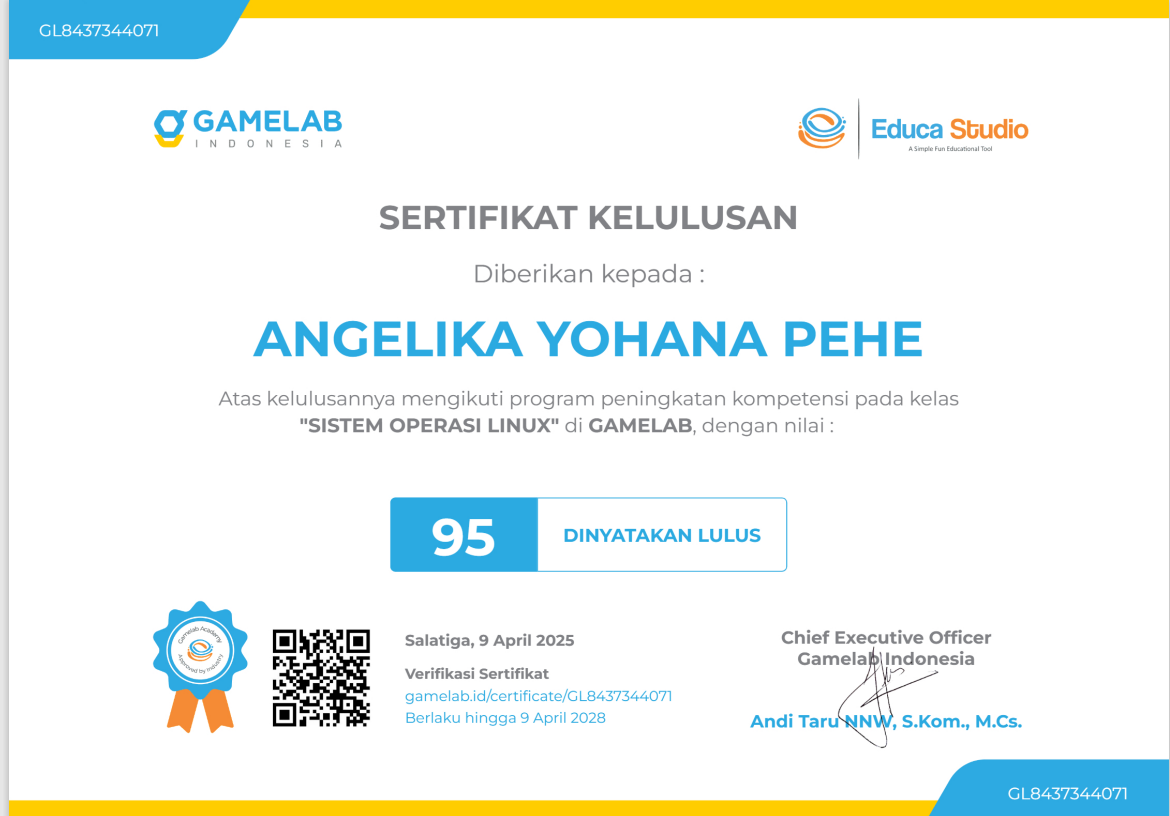 GL8437344071
GAMELAB
INDONESIA
Educa Studio
A Simple Fun Educational Tool
SERTIFIKAT KELULUSAN
Diberikan kepada :
ANGELIKA YOHANA PEHE
Atas kelulusannya mengikuti program peningkatan kompetensi pada kelas
"SISTEM OPERASI LINUX" di GAMELAB, dengan nilai :
95
DINYATAKAN LULUS
Gamelab Academy
Approved by Industry
Salatiga, 9 April 2025
Verifikasi Sertifikat
gamelab.id/certificate/GL8437344071
Berlaku hingga 9 April 2028
Chief Executive Officer
Gamelab Indonesia
Andi Taru NNW, S.Kom., M.Cs.
GL8437344071